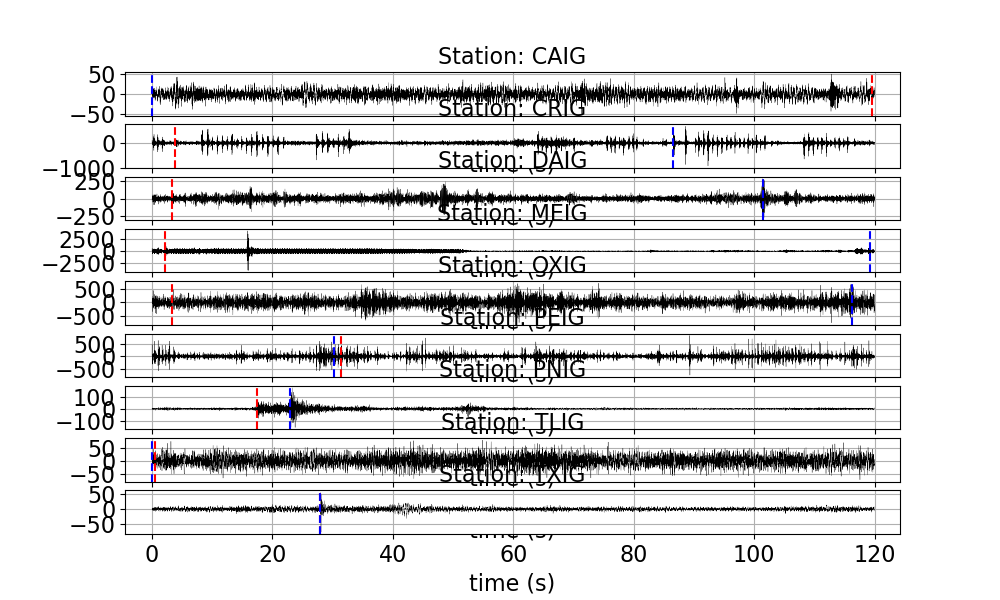 Station: CAIG
50
0
−50
Station: CRIG
0
−1000
Station: DAIG
250
0
−250
Station: MEIG
2500
0
−2500
Station: OXIG
500
0
−500
Station: PEIG
500
0
−500
Station: PNIG
100
0
−100
Station: TLIG
50
0
−50
Station: TXIG
50
0
−50
0 20 40 60 80 100 120
time (s)